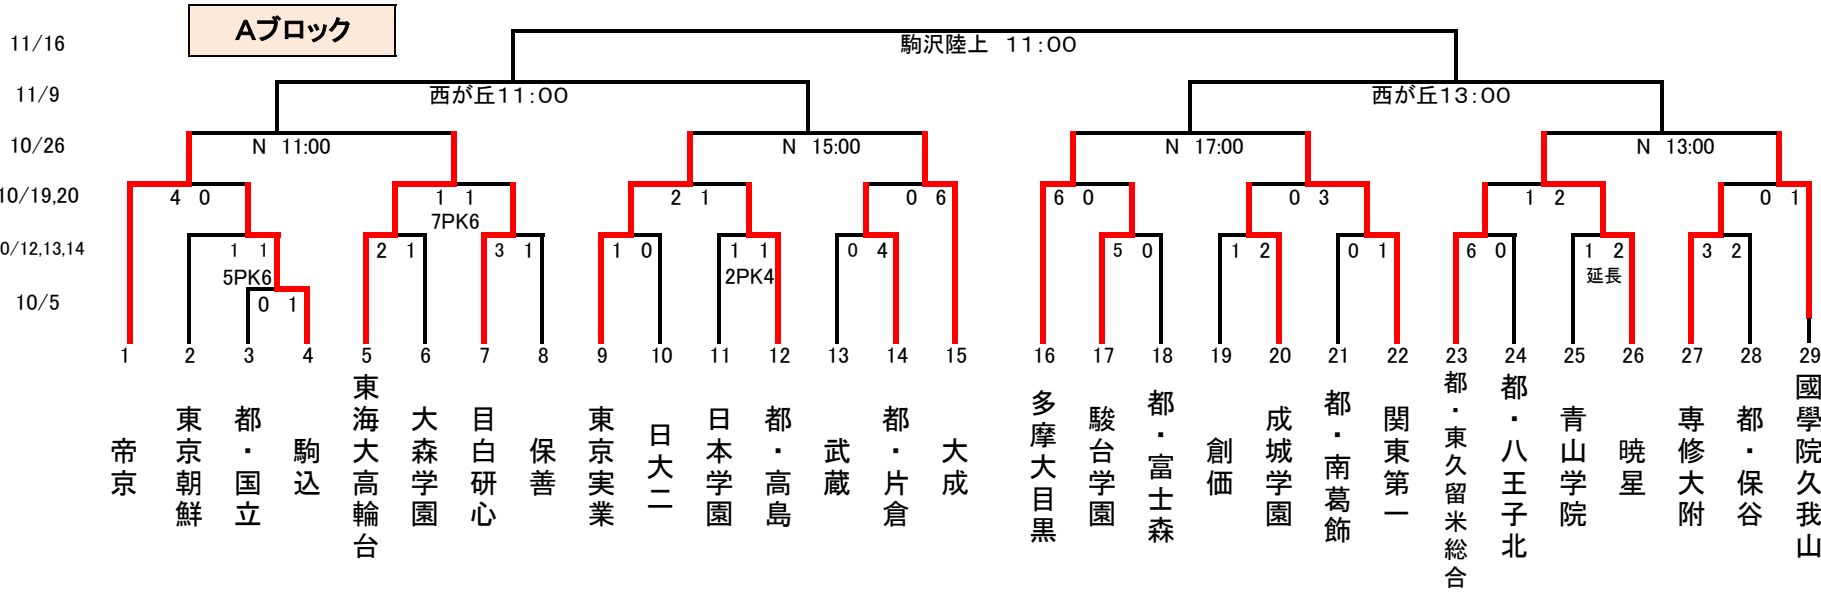 Aブロック
11/16
駒沢陸上 11:00
11/9
西が丘11:00
西が丘13:00
10/26
N 11:00
N 15:00
N 17:00
N 13:00
10/19,20
4 0
1 1
2 1
0 6
6 0
0 3
1 2
0 1
7PK6
0/12,13,14
1 1
2 1
3 1
1 0
1 1
0 4
5 0
1 2
0 1
6 0
1 2
3 2
5PK6
2PK4
延長
10/5
0 1
1 2 3 4 5 6 7 8 9 10 11 12 13 14 15 16 17 18 19 20 21 22 23 24 25 26 27 28 29
帝京
東京朝鮮
都・国立
駒込
東海大高輪台
大森学園
目白研心
保善
東京実業
日大二
日本学園
都・高島
武蔵
都・片倉
大成
多摩大目黒
駿台学園
都・富士森
創価
成城学園
都・南葛飾
関東第一
都・東久留米総合
都・八王子北
青山学院
暁星
専修大附
都・保谷
國學院久我山